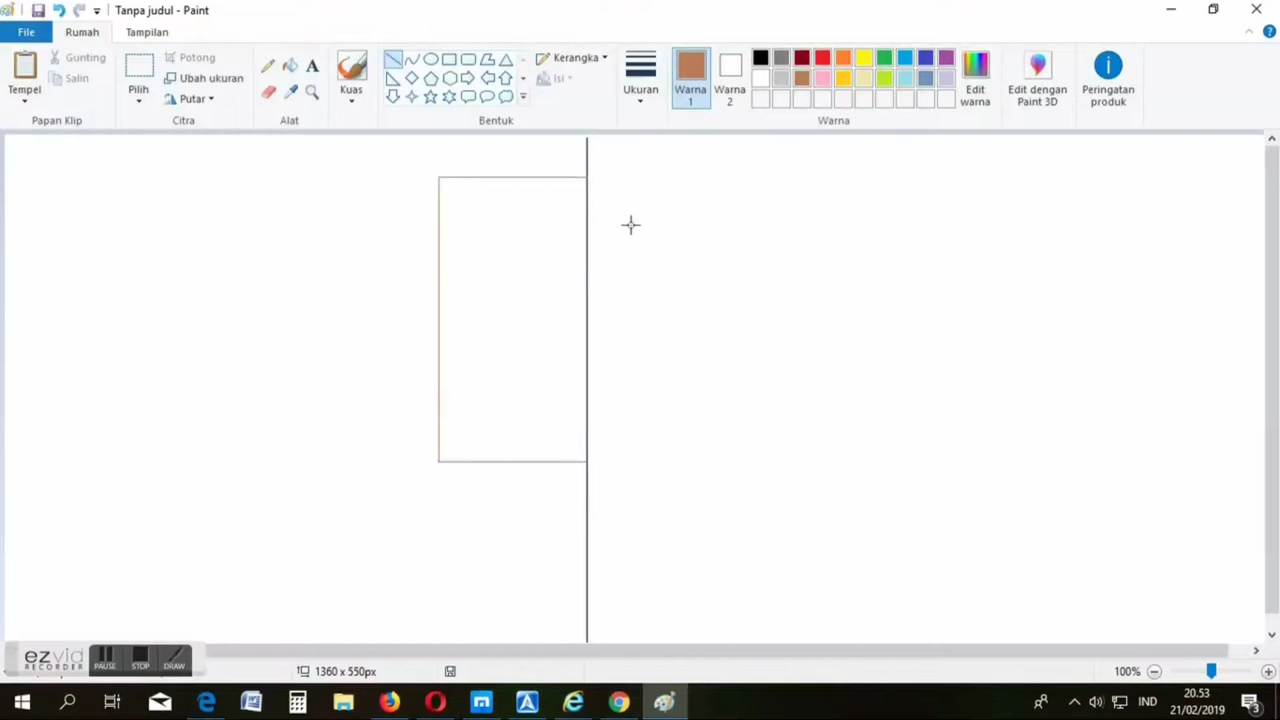 Tanpa judul - Paint
File Rumah Tampilan
Tempel
Gunting
Salin
Papan Klip
Pilih
Potong
Ubah ukuran
Putar
Citra
A
Alat
Kuas
Kerangka
Isi
Bentuk
Ukuran
Warna 1
Warna 2
Edit warna
Warna
Edit dengan Paint 3D
Peringatan produk
ezvid
RECORDER
PAUSE STOP DRAW
1360 x 550px
100%
IND
20.53
21/02/2019
3